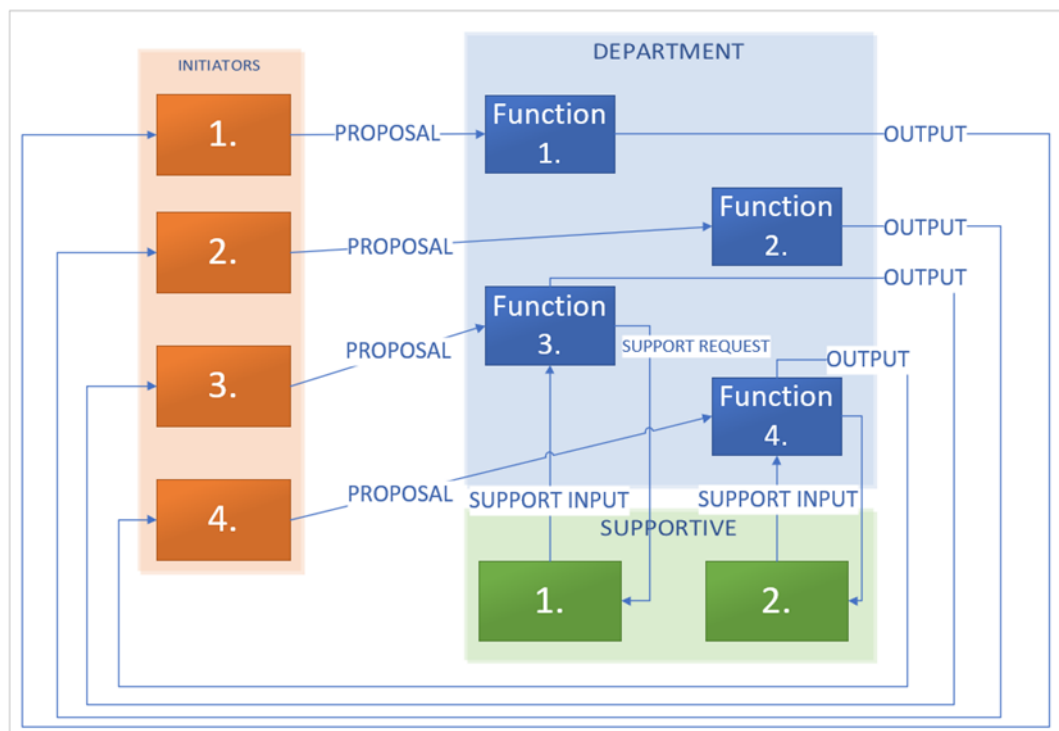 INITIATORS
DEPARTMENT
1.
PROPOSAL
Function
1.
OUTPUT
2.
PROPOSAL
Function
2.
OUTPUT
OUTPUT
3.
PROPOSAL
Function
3.
SUPPORT REQUEST
OUTPUT
Function
4.
4.
PROPOSAL
SUPPORT INPUT
SUPPORT INPUT
SUPPORTIVE
1.
2.